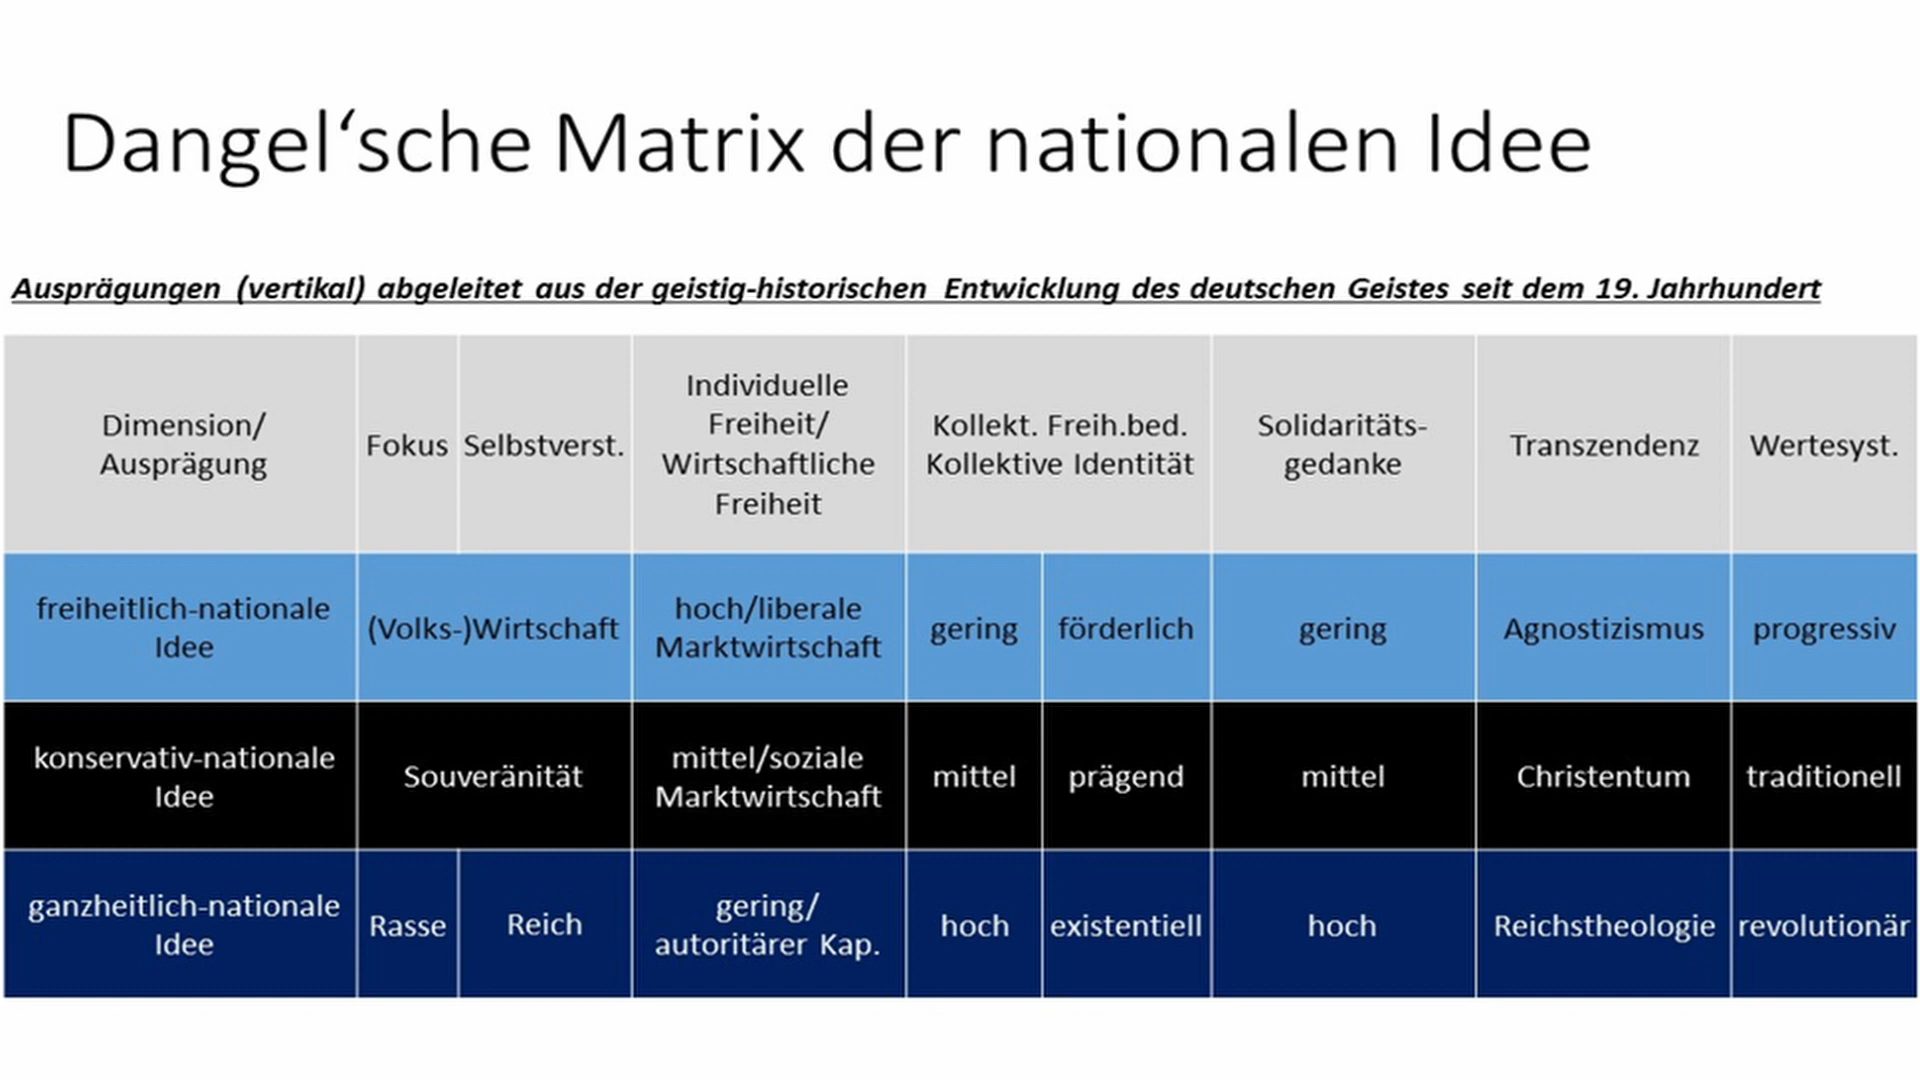 Dangel‘sche Matrix der nationalen Idee
Ausprägungen (vertikal) abgeleitet aus der geistig-historischen Entwicklung des deutschen Geistes seit dem 19. Jahrhundert
Dimension/
Ausprägung
Fokus
Selbstverst.
Individuelle
Freiheit/
Wirtschaftliche
Freiheit
Kollekt. Freih.bed.
Kollektive Identität
Solidaritäts-
gedanke
Transzendenz
Wertesyst.
freiheitlich-nationale
Idee
(Volks-)Wirtschaft
hoch/liberale
Marktwirtschaft
gering
förderlich
gering
Agnostizismus
progressiv
konservativ-nationale
Idee
Souveränität
mittel/soziale
Marktwirtschaft
mittel
prägend
mittel
Christentum
traditionell
ganzheitlich-nationale
Idee
Rasse
Reich
gering/
autoritärer Kap.
hoch
existentiell
hoch
Reichstheologie
revolutionär